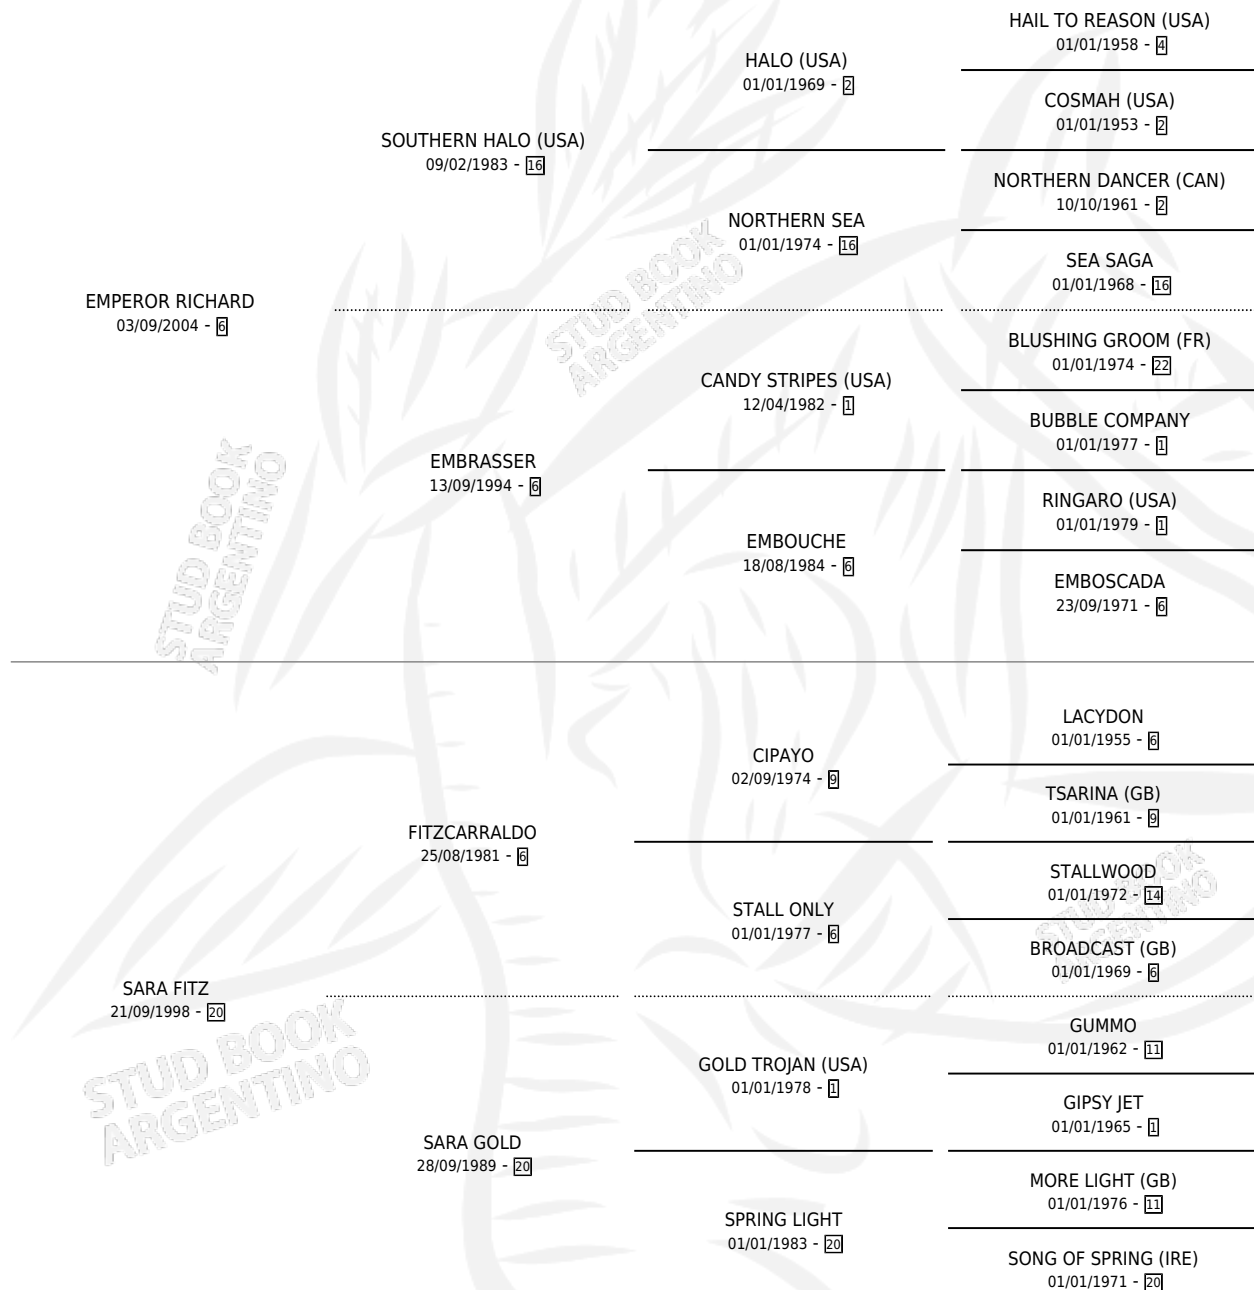 HAIL TO REASON (USA)
01/01/1958 - 4
HALO (USA)
01/01/1969 - 2
COSMAH (USA)
01/01/1953 - 2
SOUTHERN HALO (USA)
09/02/1983 - 16
NORTHERN DANCER (CAN)
10/10/1961 - 2
NORTHERN SEA
01/01/1974 - 16
SEA SAGA
01/01/1968 - 16
EMPEROR RICHARD
03/09/2004 - 6
BLUSHING GROOM (FR)
01/01/1974 - 22
CANDY STRIPES (USA)
12/04/1982 - 1
BUBBLE COMPANY
01/01/1977 - 1
EMBRASSER
13/09/1994 - 6
RINGARO (USA)
01/01/1979 - 1
EMBOUCHE
18/08/1984 - 6
EMBOSCADA
23/09/1971 - 6
LACYDON
01/01/1955 - 6
CIPAYO
02/09/1974 - 9
TSARINA (GB)
01/01/1961 - 9
FITZCARRALDO
25/08/1981 - 6
STALLWOOD
01/01/1972 - 14
STALL ONLY
01/01/1977 - 6
BROADCAST (GB)
01/01/1969 - 6
SARA FITZ
21/09/1998 - 20
GUMMO
01/01/1962 - 11
GOLD TROJAN (USA)
01/01/1978 - 1
GIPSY JET
01/01/1965 - 1
SARA GOLD
28/09/1989 - 20
MORE LIGHT (GB)
01/01/1976 - 11
SPRING LIGHT
01/01/1983 - 20
SONG OF SPRING (IRE)
01/01/1971 - 20
STUD BOOK
ARGENTINO
STUD BOOK
ARGENTINO
STUD BOOK
ARGENTINO
STUD BOOK
ARGENTINO